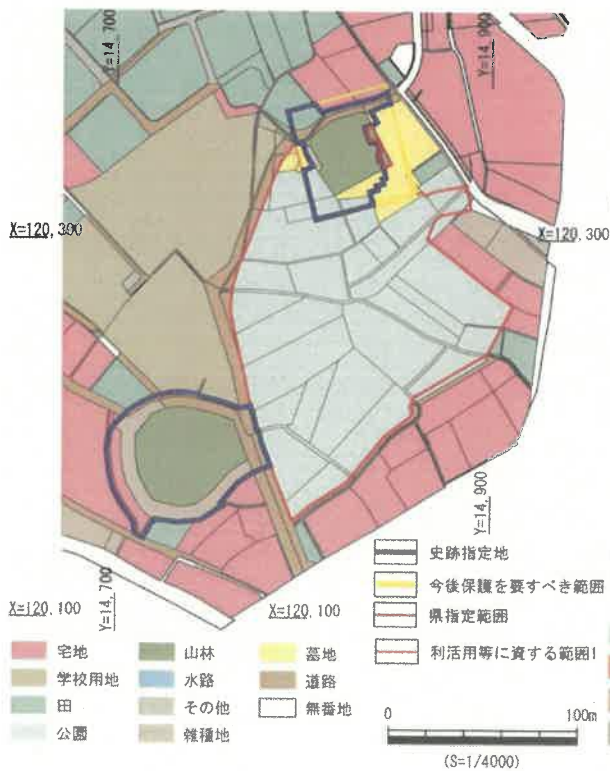 Y=14,700
Y=14,900
X=120,300
X=120,300
Y=14,900
史跡指定地
今後保護を要すべき範囲
県指定範囲
利活用等に資する範囲1
X=120,100
Y=14,700
X=120,100
宅地
学校用地
田
公園
山林
水路
その他
雑種地
墓地
道路
無番地
0 100m
(S=1/4000)